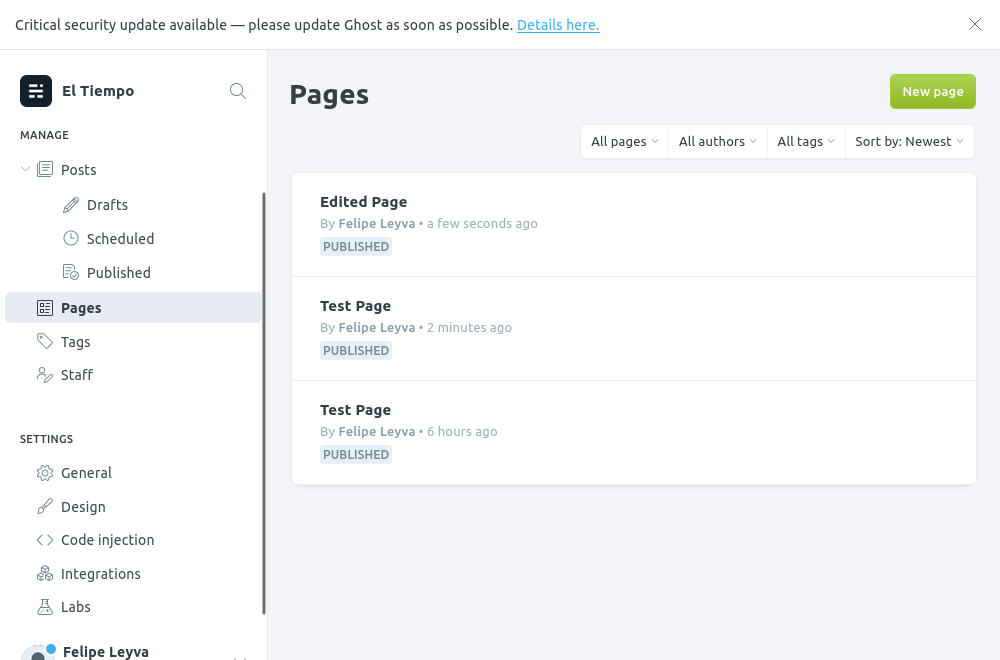 Critical security update available — please update Ghost as soon as possible. Details here.
El Tiempo
MANAGE
Posts
Drafts
Scheduled
Published
Pages
Tags
Staff
SETTINGS
General
Design
Code injection
Integrations
Labs
Felipe Leyva
Pages
New page
All pages
All authors
All tags
Sort by: Newest
Edited Page
By Felipe Leyva • a few seconds ago
PUBLISHED
Test Page
By Felipe Leyva • 2 minutes ago
PUBLISHED
Test Page
By Felipe Leyva • 6 hours ago
PUBLISHED